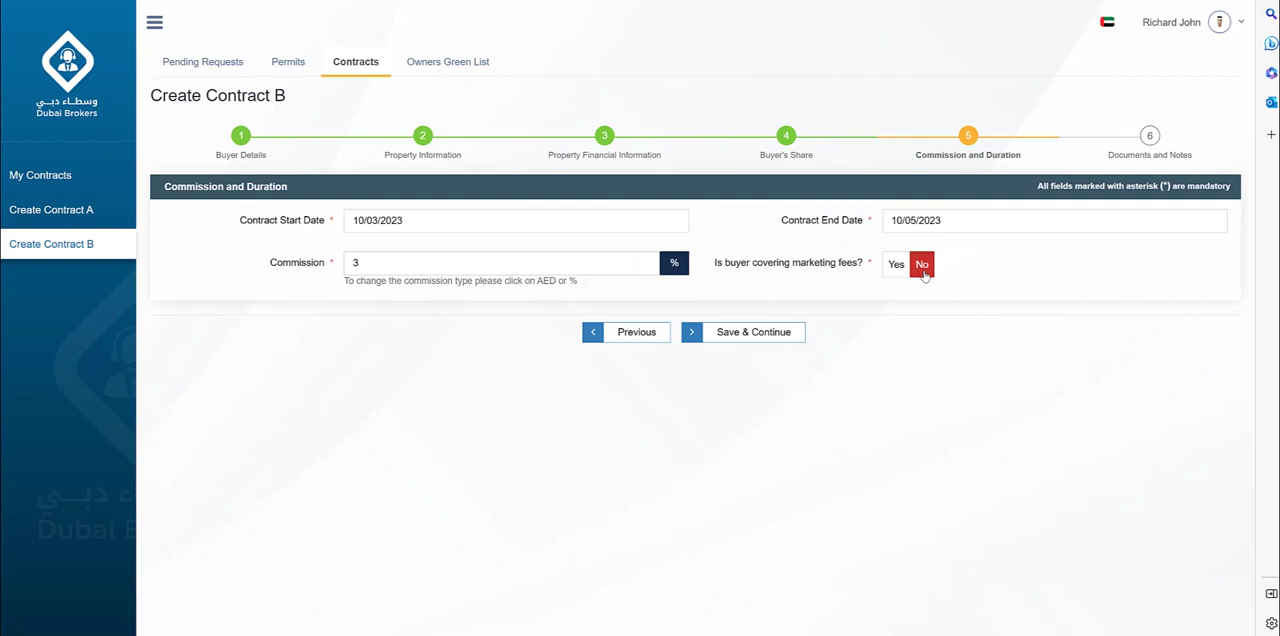 وسطاء دبي
Dubai Brokers
My Contracts
Create Contract A
Create Contract B
Richard John
Pending Requests
Permits
Contracts
Owners Green List
Create Contract B
1
2
3
4
5
6
Buyer Details
Property Information
Property Financial Information
Buyer's Share
Commission and Duration
Documents and Notes
Commission and Duration
All fields marked with asterisk (*) are mandatory
Contract Start Date *
10/03/2023
Contract End Date *
10/05/2023
Commission *
3
%
Is buyer covering marketing fees? *
Yes
No
To change the commission type please click on AED or %
< Previous
> Save & Continue
اء دبي
Dubai B